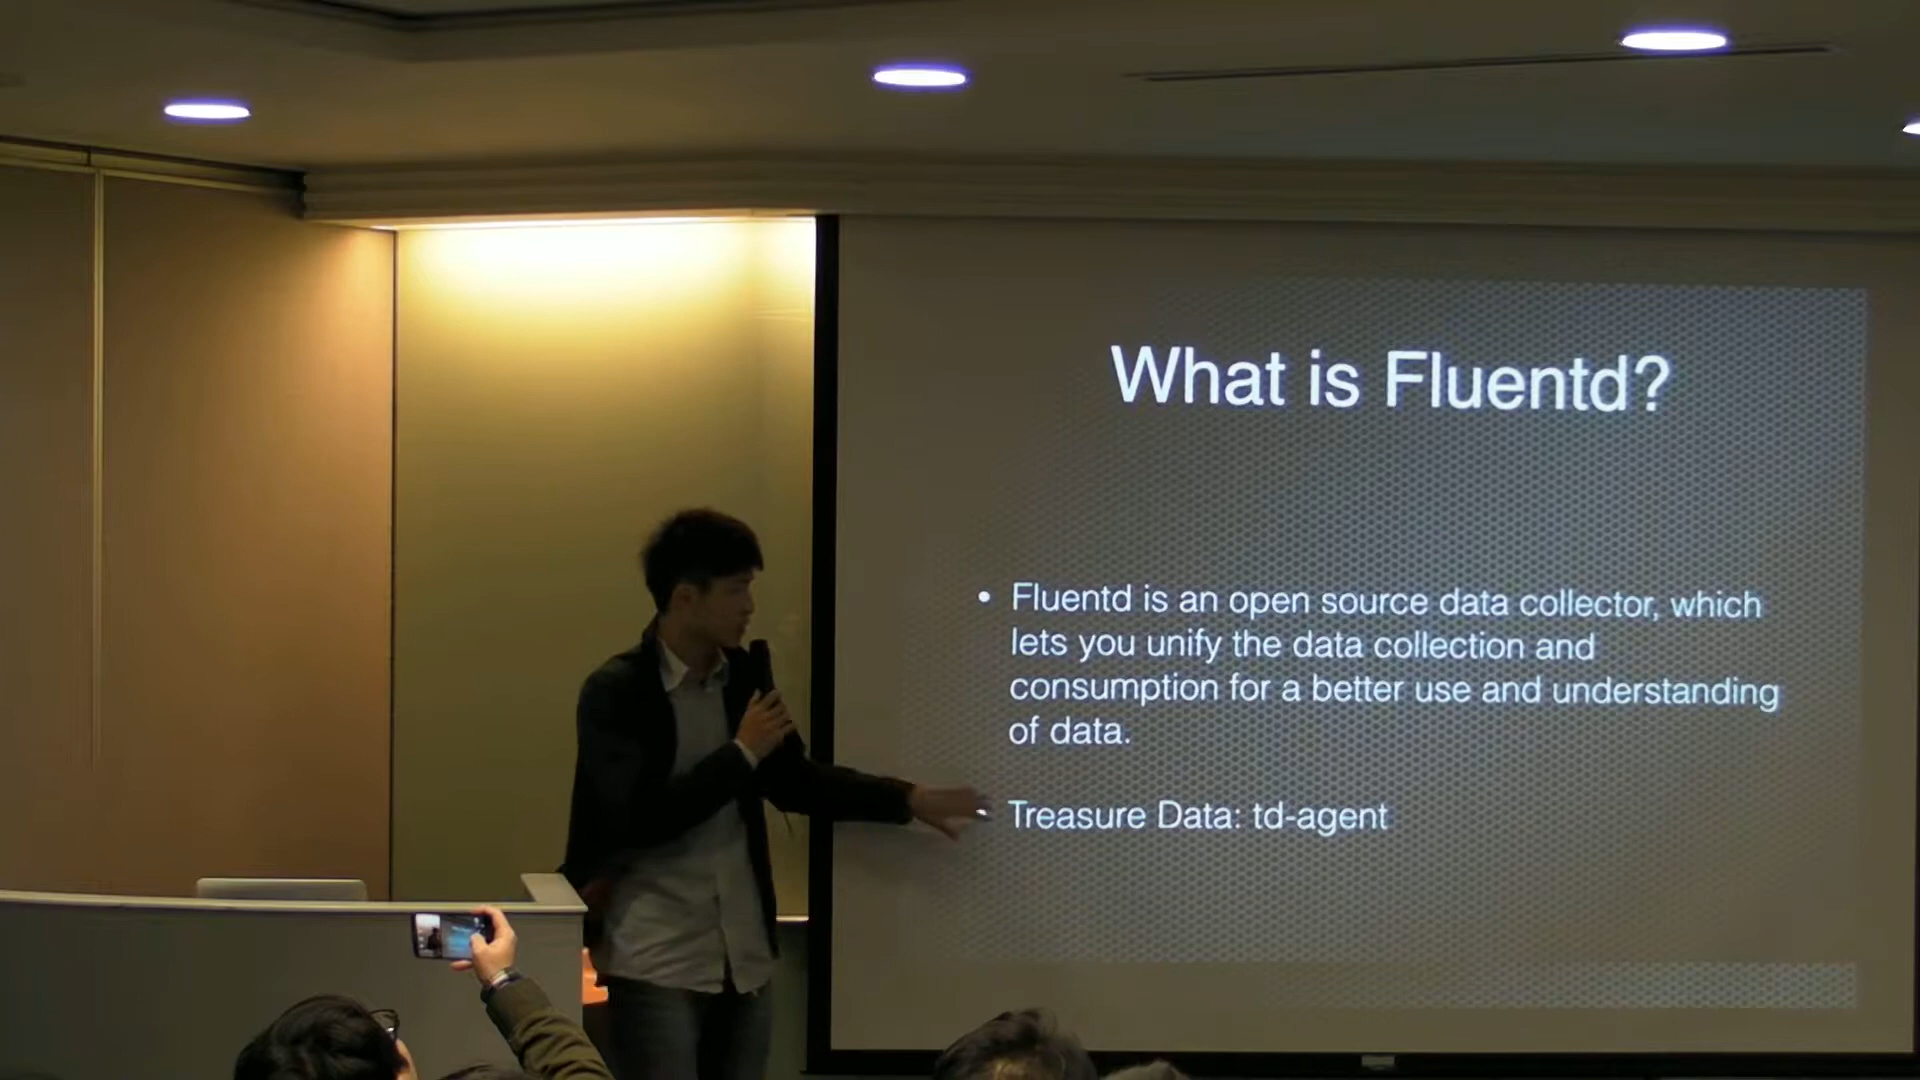 What is Fluentd?
• Fluentd is an open source data collector, which
lets you unify the data collection and
consumption for a better use and understanding
of data.
• Treasure Data: td-agent